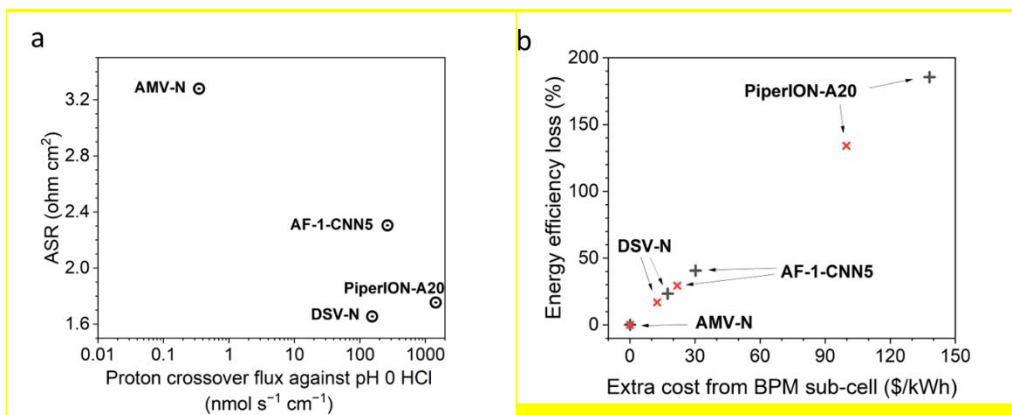 a
3.2
2.8
2.4
2.0
1.6
ASR (ohm cm²)
AMV-N
AF-1-CNN5
PiperION-A20
DSV-N
0.01 0.1 1 10 100 1000
Proton crossover flux against pH 0 HCl
(nmol s⁻¹ cm⁻¹)
b
200
150
100
50
0
Energy efficiency loss (%)
PiperION-A20
DSV-N
AF-1-CNN5
AMV-N
0 30 60 90 120 150
Extra cost from BPM sub-cell ($/kWh)